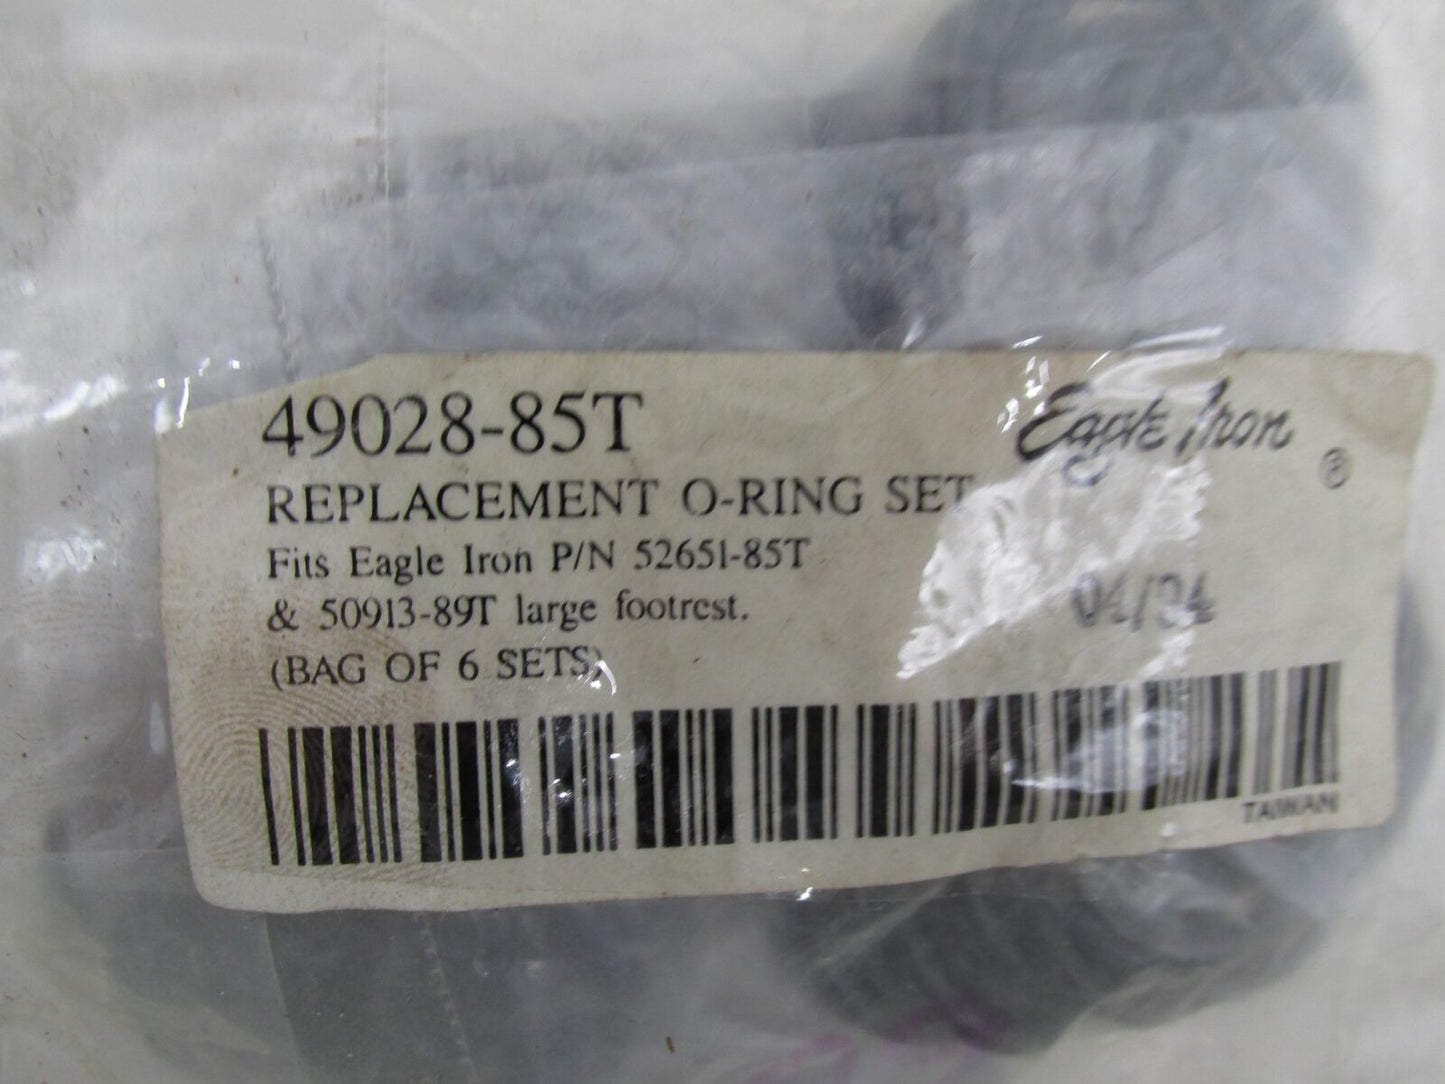 49028-85T
Eagle Iron ®
REPLACEMENT O-RING SET
Fits Eagle Iron P/N 52651-85T
& 50913-89T large footrest.
04/94
(BAG OF 6 SETS)
TAIWAN